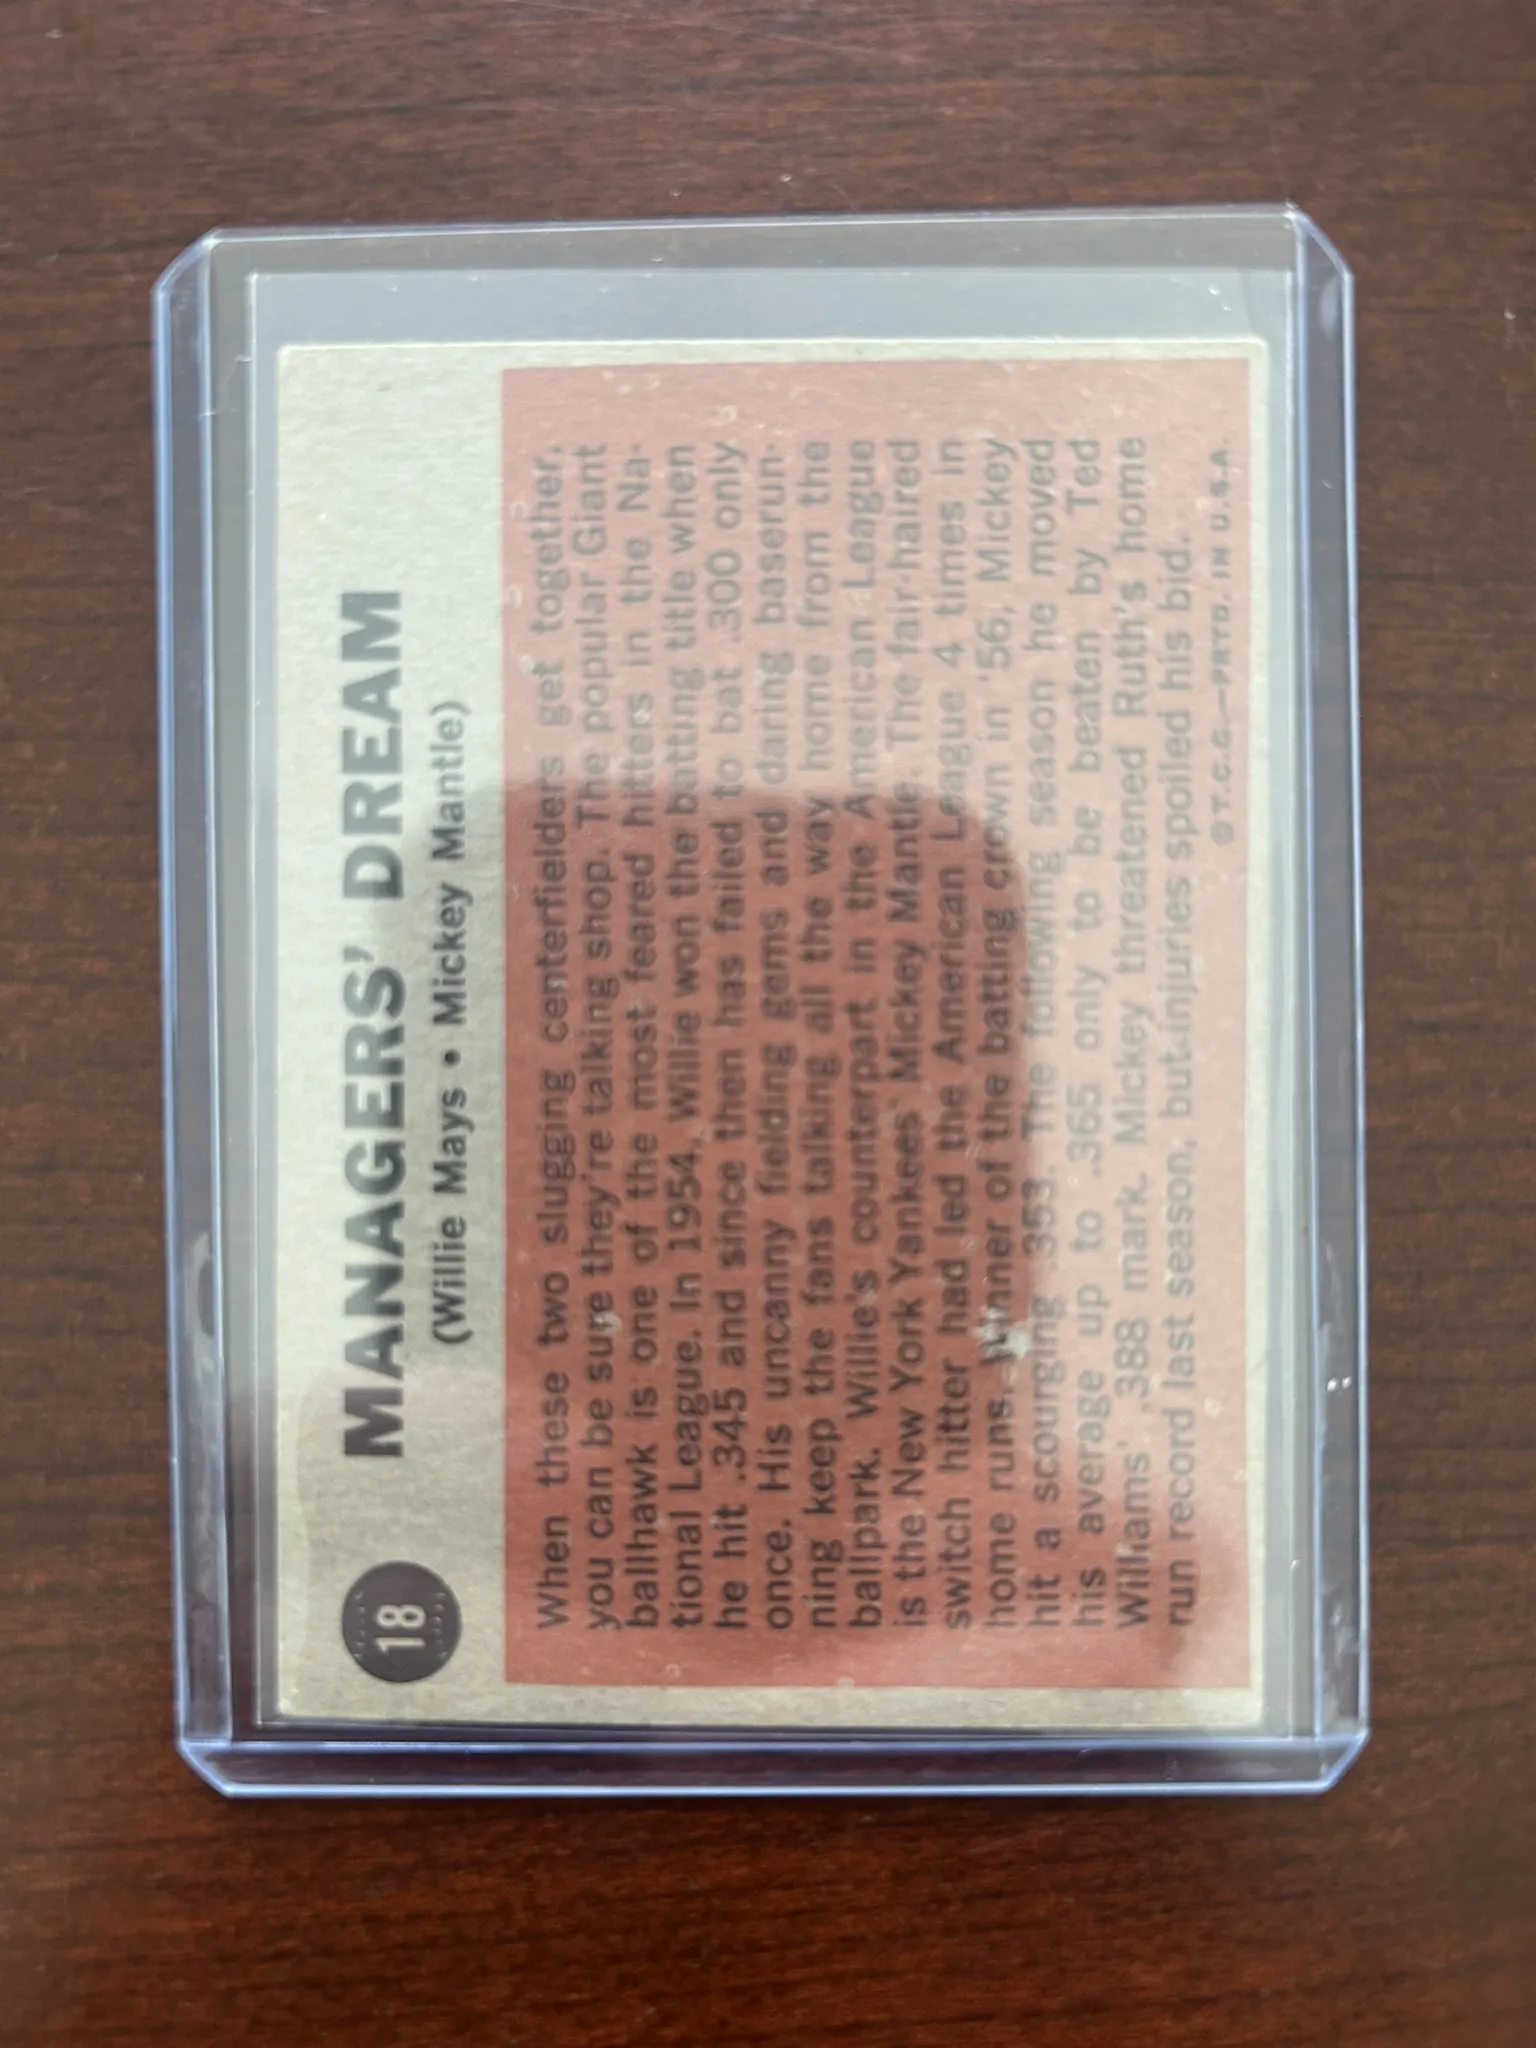 18
MANAGERS' DREAM
(Willie Mays • Mickey Mantle)
When these two slugging centerfielders get together,
you can be sure they're talking shop. The popular Giant
ballhawk is one of the most feared hitters in the Na-
tional League. In 1954, Willie won the batting title when
he hit .345 and since then has failed to bat .300 only
once. His uncanny fielding gems and daring baserun-
ning keep the fans talking all the way home from the
ballpark. Willie's counterpart in the American League
is the New York Yankees' Mickey Mantle. The fair-haired
switch hitter had led the American League 4 times in
home runs. Winner of the batting crown in '56, Mickey
hit a scourging .353. The following season he moved
his average up to .365 only to be beaten by Ted
Williams' .388 mark. Mickey threatened Ruth's home
run record last season, but injuries spoiled his bid.
© T.C.G.—PRTD. IN U.S.A.